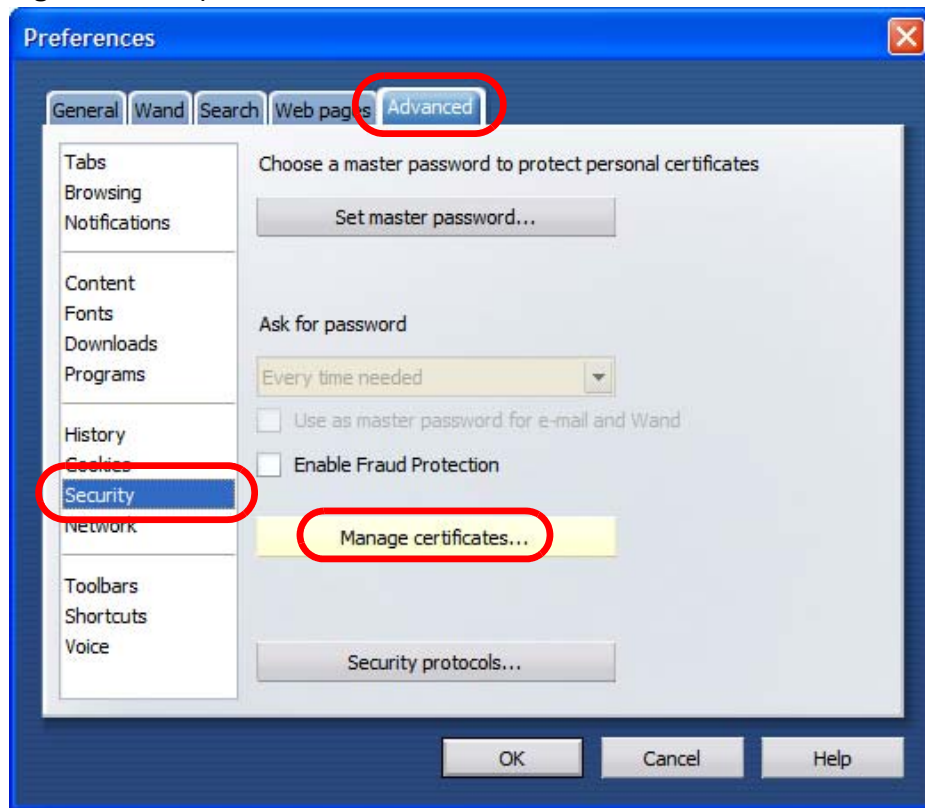 Preferences
General Wand Search Web pages Advanced
Tabs
Browsing
Notifications
Content
Fonts
Downloads
Programs
History
Cookies
Security
Network
Toolbars
Shortcuts
Voice
Choose a master password to protect personal certificates
Set master password...
Ask for password
Every time needed
Use as master password for e-mail and Wand
Enable Fraud Protection
Manage certificates...
Security protocols...
OK Cancel Help